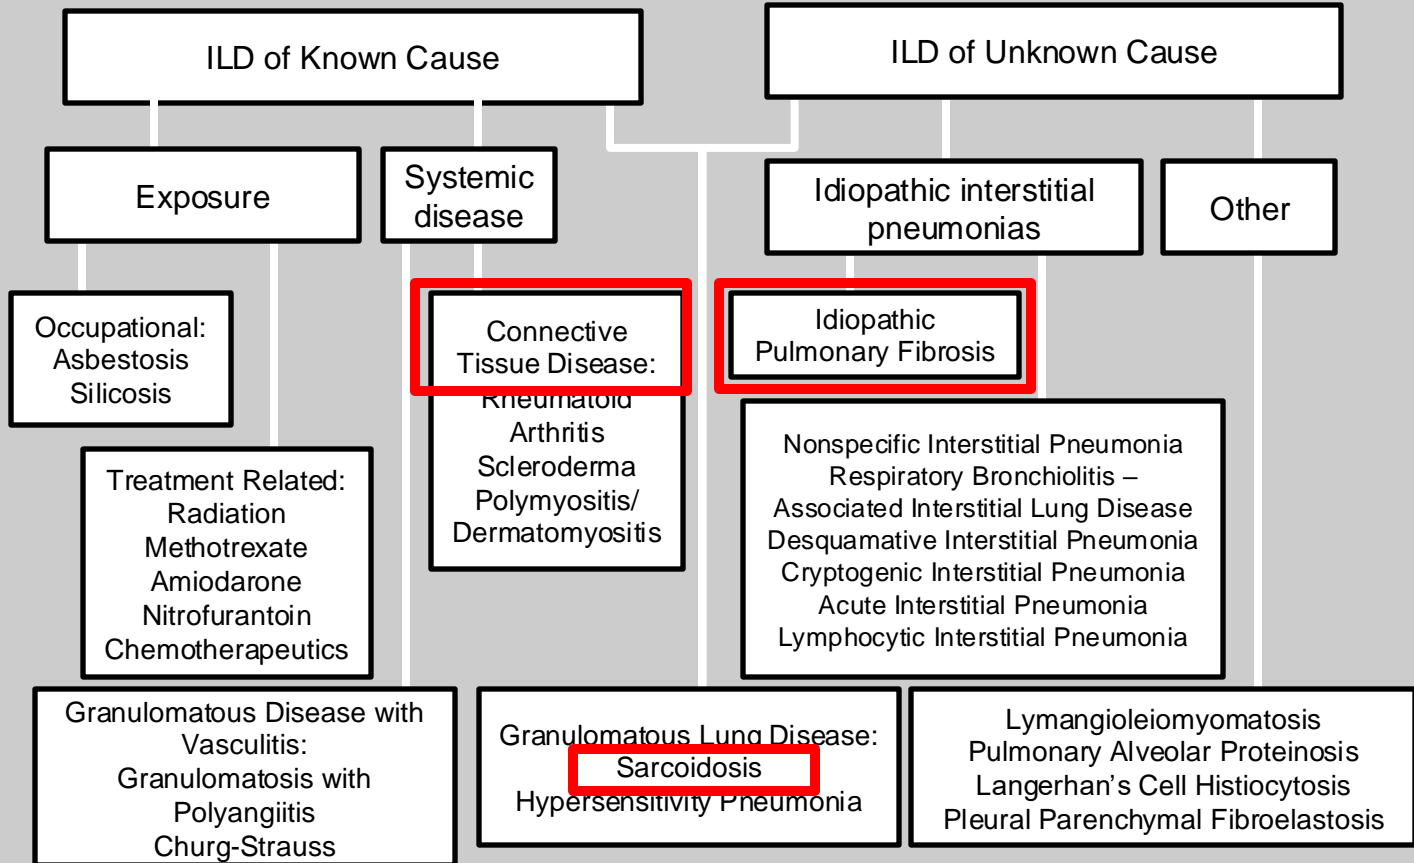 ILD of Known Cause
ILD of Unknown Cause
Exposure
Systemic
disease
Idiopathic interstitial
pneumonias
Other
Occupational:
Asbestosis
Silicosis
Connective
Tissue Disease:
Rheumatoid
Arthritis
Scleroderma
Polymyositis/
Dermatomyositis
Idiopathic
Pulmonary Fibrosis
Treatment Related:
Radiation
Methotrexate
Amiodarone
Nitrofurantoin
Chemotherapeutics
Nonspecific Interstitial Pneumonia
Respiratory Bronchiolitis –
Associated Interstitial Lung Disease
Desquamative Interstitial Pneumonia
Cryptogenic Interstitial Pneumonia
Acute Interstitial Pneumonia
Lymphocytic Interstitial Pneumonia
Granulomatous Disease with
Vasculitis:
Granulomatosis with
Polyangiitis
Churg-Strauss
Granulomatous Lung Disease:
Sarcoidosis
Hypersensitivity Pneumonia
Lymangioleiomyomatosis
Pulmonary Alveolar Proteinosis
Langerhan’s Cell Histiocytosis
Pleural Parenchymal Fibroelastosis